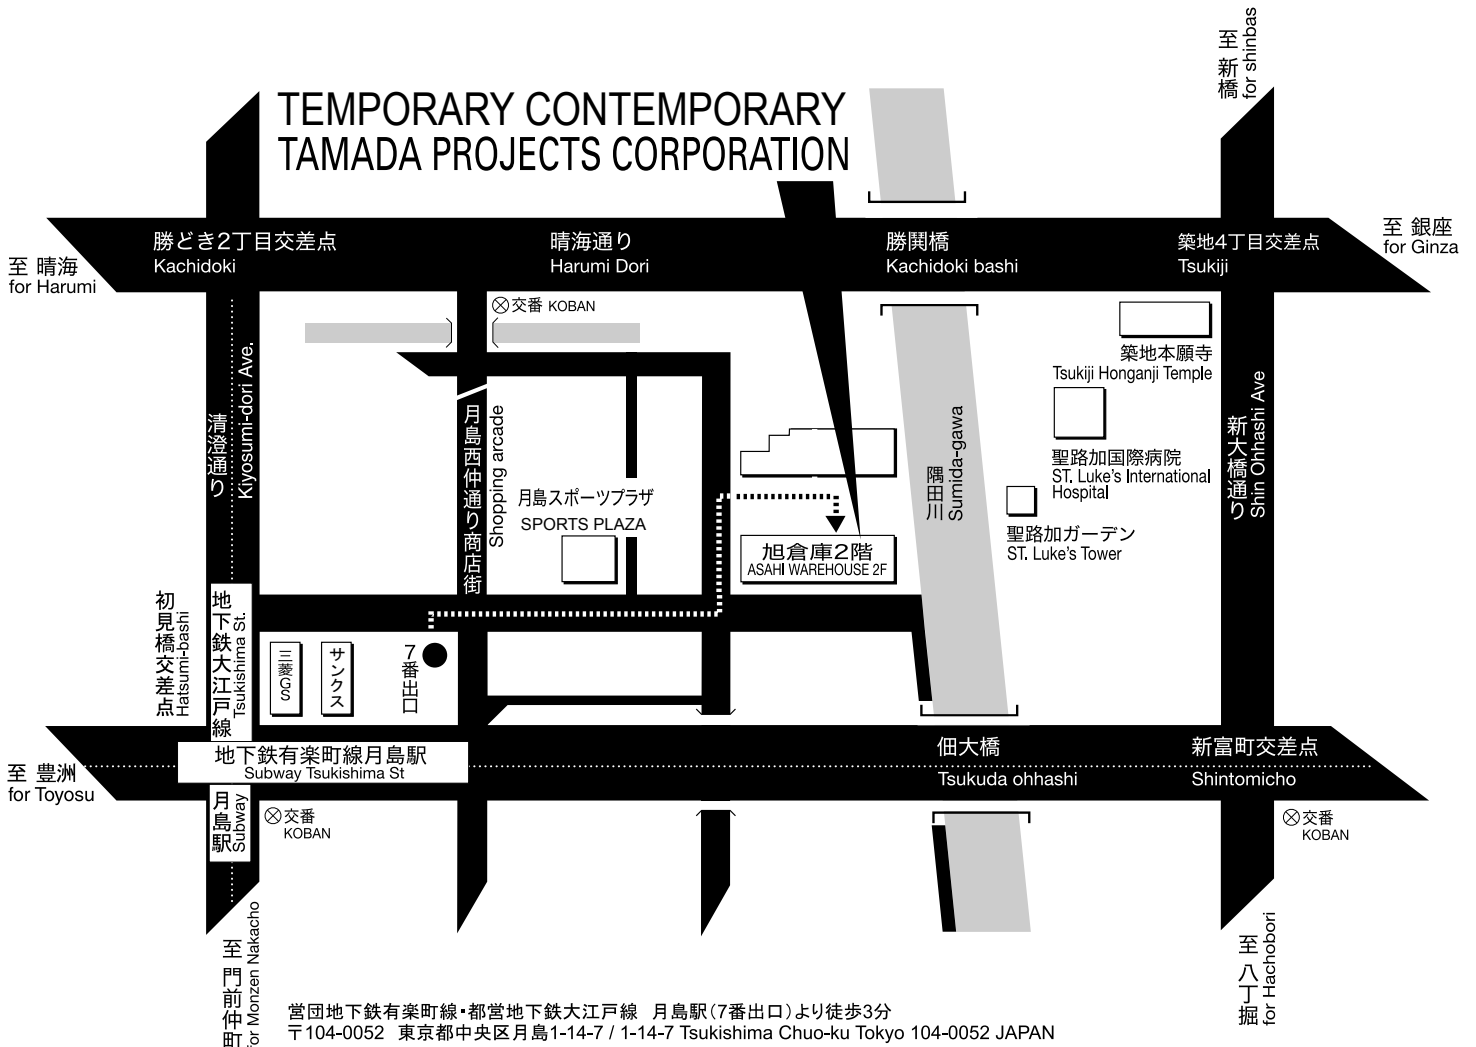 至 新橋
for shinbas
TEMPORARY CONTEMPORARY
TAMADA PROJECTS CORPORATION
至 晴海
for Harumi
勝どき2丁目交差点
Kachidoki
晴海通り
Harumi Dori
勝鬨橋
Kachidoki bashi
築地4丁目交差点
Tsukiji
至 銀座
for Ginza
交番 KOBAN
築地本願寺
Tsukiji Honganji Temple
清澄通り
Kiyosumi-dori Ave.
月島西仲通り商店街
Shopping arcade
月島スポーツプラザ
SPORTS PLAZA
隅田川
Sumida-gawa
聖路加国際病院
ST. Luke's International
Hospital
新大橋通り
Shin Ohhashi Ave
聖路加ガーデン
ST. Luke's Tower
旭倉庫2階
ASAHI WAREHOUSE 2F
初見橋交差点
Hatsumi-bashi
地下鉄大江戸線
Tsukishima St.
三菱GS
サンクス
7番出口
地下鉄有楽町線月島駅
Subway Tsukishima St
佃大橋
Tsukuda ohhashi
新富町交差点
Shintomicho
至 豊洲
for Toyosu
月島駅
Subway
交番
KOBAN
交番
KOBAN
至 門前仲町
for Monzen Nakacho
至 八丁堀
for Hachobori
営団地下鉄有楽町線・都営地下鉄大江戸線 月島駅(7番出口)より徒歩3分
〒104-0052 東京都中央区月島1-14-7 / 1-14-7 Tsukishima Chuo-ku Tokyo 104-0052 JAPAN